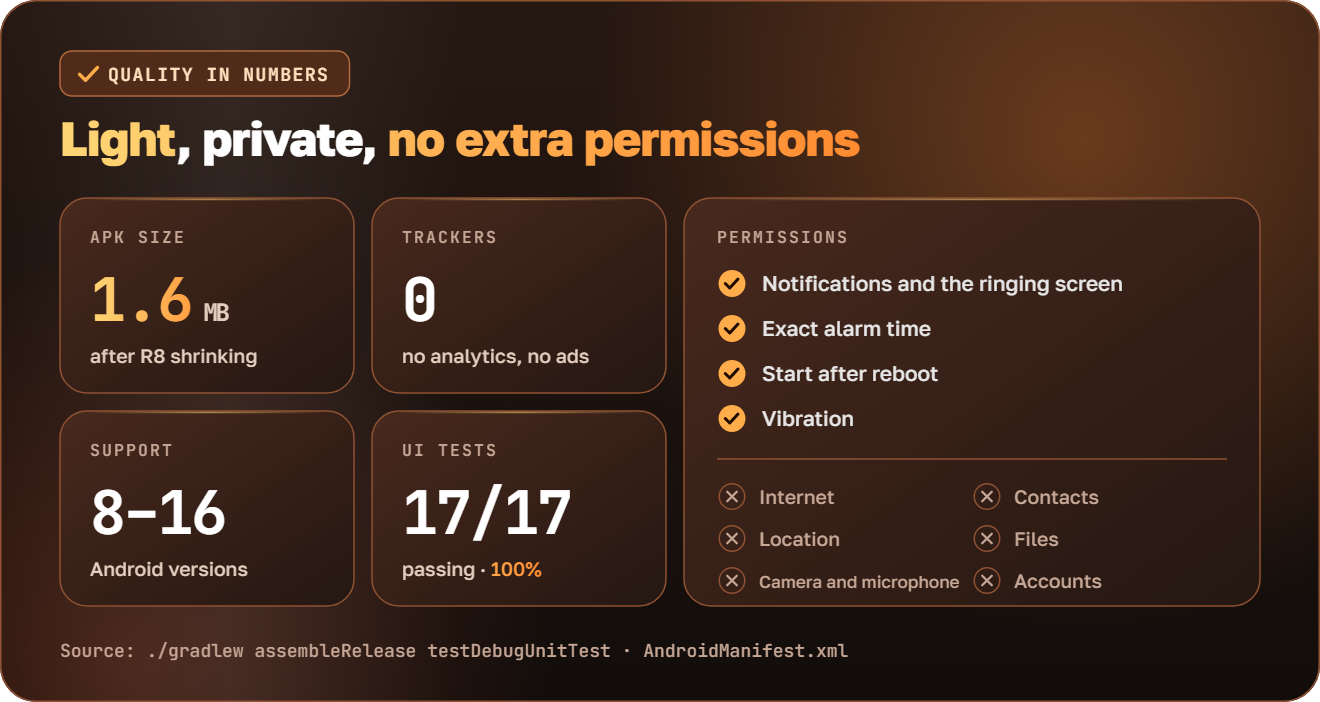 QUALITY IN NUMBERS
Light, private, no extra permissions
APK SIZE
1.6 MB
after R8 shrinking
TRACKERS
0
no analytics, no ads
SUPPORT
8–16
Android versions
UI TESTS
17/17
passing · 100%
PERMISSIONS
Notifications and the ringing screen
Exact alarm time
Start after reboot
Vibration
Internet
Contacts
Location
Files
Camera and microphone
Accounts
Source: ./gradlew assembleRelease testDebugUnitTest · AndroidManifest.xml